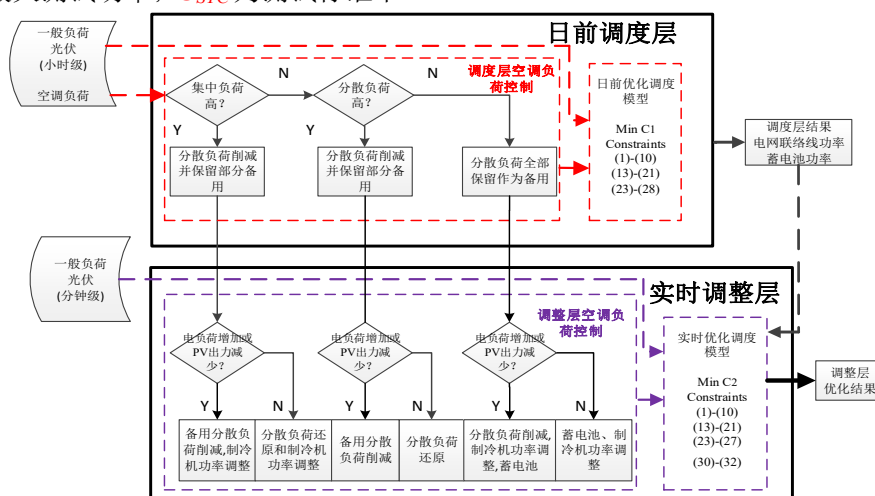 日前调度层
一般负荷
光伏
(小时级)
空调负荷
集中负荷
高？
N
分散负荷
高？
N
调度层空调负
荷控制
Y
Y
分散负荷削减
并保留部分备
用
分散负荷削减
并保留部分备
用
分散负荷全部
保留作为备用
日前优化调度
模型
Min C1
Constraints
(1)-(10)
(13)-(21)
(23)-(28)
调度层结果
电网联络线功率
蓄电池功率
一般负荷
光伏
(分钟级)
实时调整层
调整层空调负
荷控制
电负荷增加或
PV出力减
少？
电负荷增加或
PV出力减
少？
电负荷增加或
PV出力减
少？
Y
N
Y
N
Y
N
备用分散负
荷削减,制冷
机功率调整
分散负荷还
原和制冷机
功率调整
备用分散
负荷削减
分散负荷
还原
分散负荷削减,
制冷机功率调
整,蓄电池
蓄电池、制
冷机功率调
整
实时优化调度
模型
Min C2
Constraints
(1)-(10)
(13)-(21)
(23)-(27)
(30)-(32)
调整层
优化结果